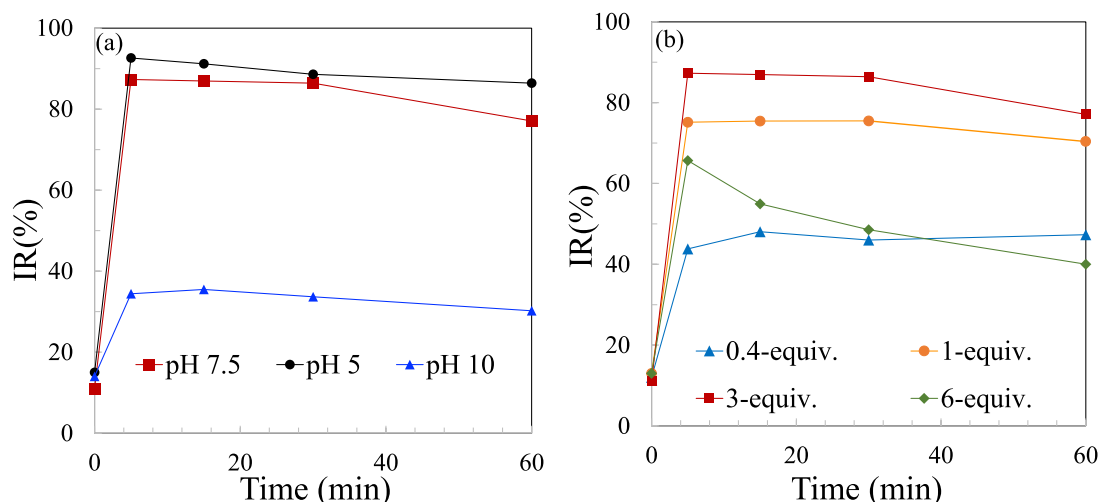 (a)
100
80
60
40
20
0
IR(%)
pH 7.5 pH 5 pH 10
0 20 40 60
Time (min)
(b)
100
80
60
40
20
0
IR(%)
0.4-equiv. 1-equiv.
3-equiv. 6-equiv.
0 20 40 60
Time (min)